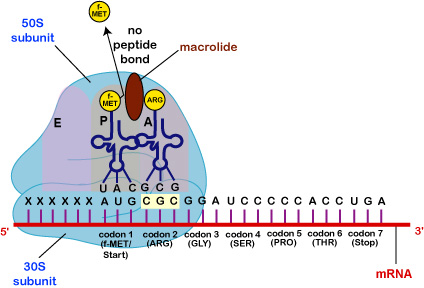 f-
MET
50S
subunit
no
peptide
bond
macrolide
f-
MET
ARG
E
P
A
U A C G C G
X X X X X X A U G C G C G G A U C C C C C A C C U G A
5'
3'
codon 1
(f-MET/
Start)
codon 2
(ARG)
codon 3
(GLY)
codon 4
(SER)
codon 5
(PRO)
codon 6
(THR)
codon 7
(Stop)
30S
subunit
mRNA